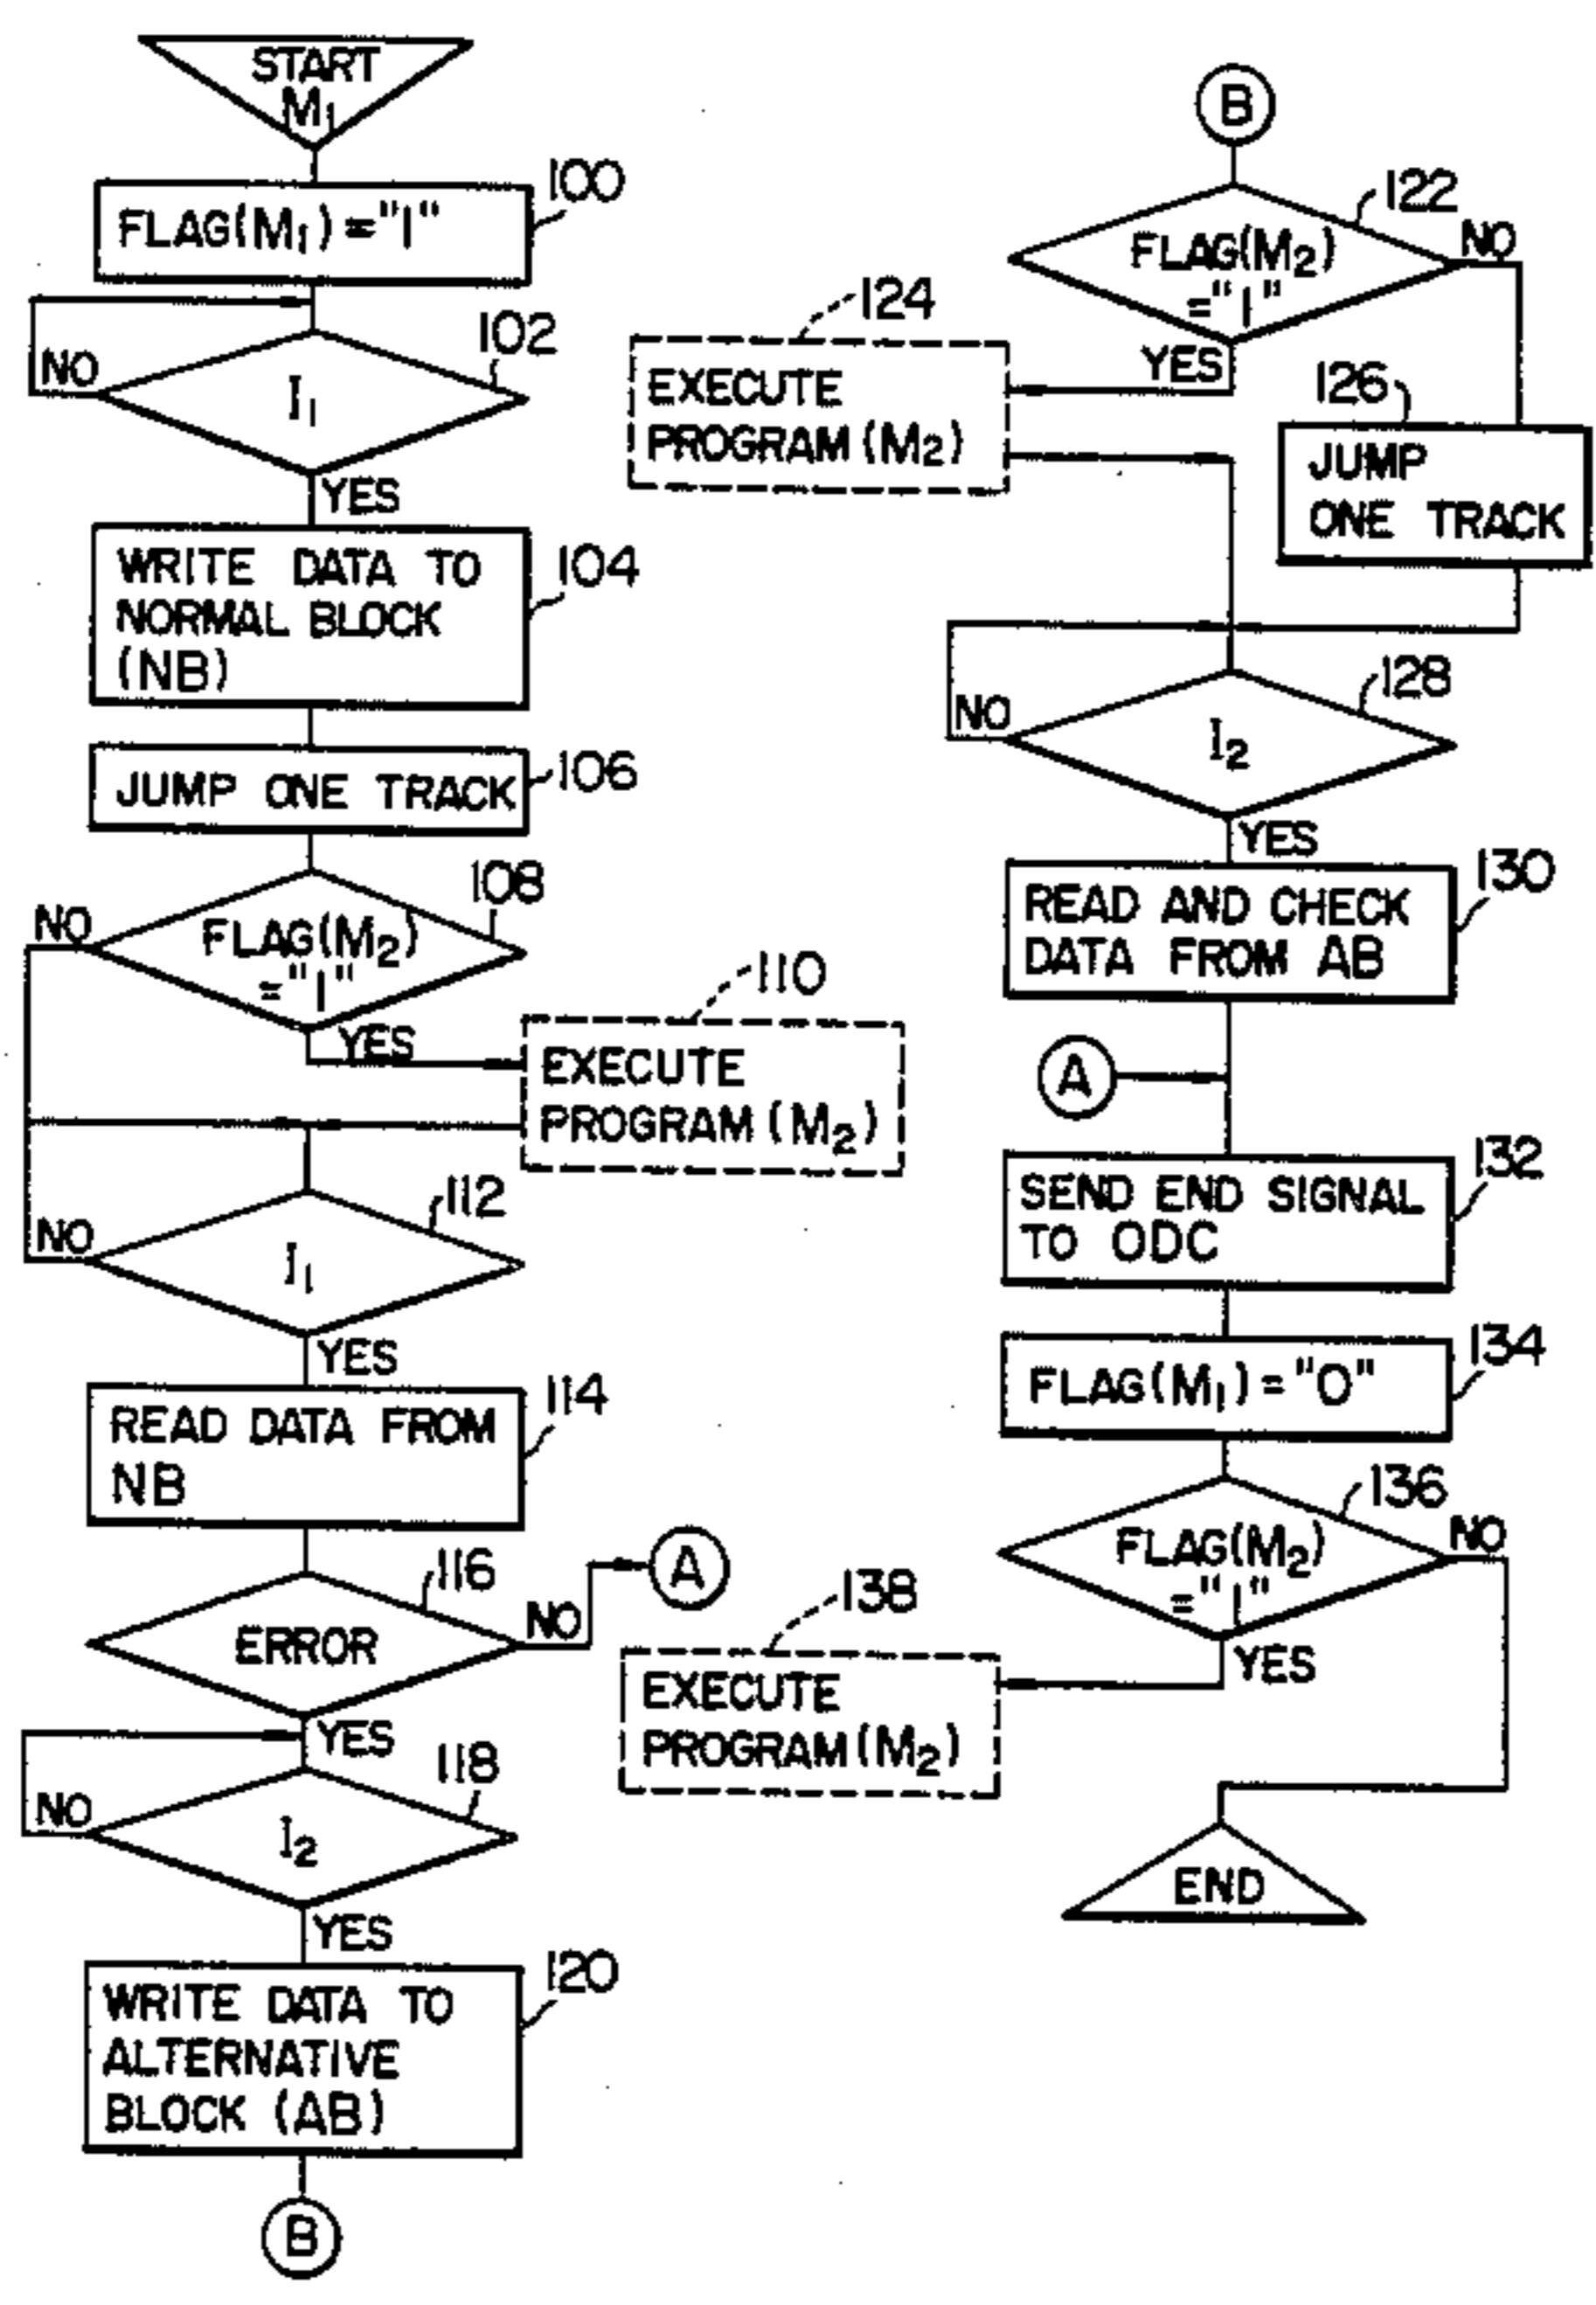 START
M1
100
FLAG(M1)="1"
102
NO
I1
YES
WRITE DATA TO
NORMAL BLOCK
(NB)
104
JUMP ONE TRACK
106
108
NO
FLAG(M2)
="1"
YES
110
EXECUTE
PROGRAM (M2)
112
NO
I1
YES
114
READ DATA FROM
NB
116
ERROR
NO
A
YES
118
NO
I2
YES
120
WRITE DATA TO
ALTERNATIVE
BLOCK (AB)
B
B
122
FLAG(M2)
="1"
NO
YES
124
EXECUTE
PROGRAM (M2)
126
JUMP
ONE TRACK
128
NO
I2
YES
130
READ AND CHECK
DATA FROM AB
A
132
SEND END SIGNAL
TO ODC
134
FLAG(M1)="0"
136
FLAG(M2)
="1"
NO
YES
138
EXECUTE
PROGRAM (M2)
END